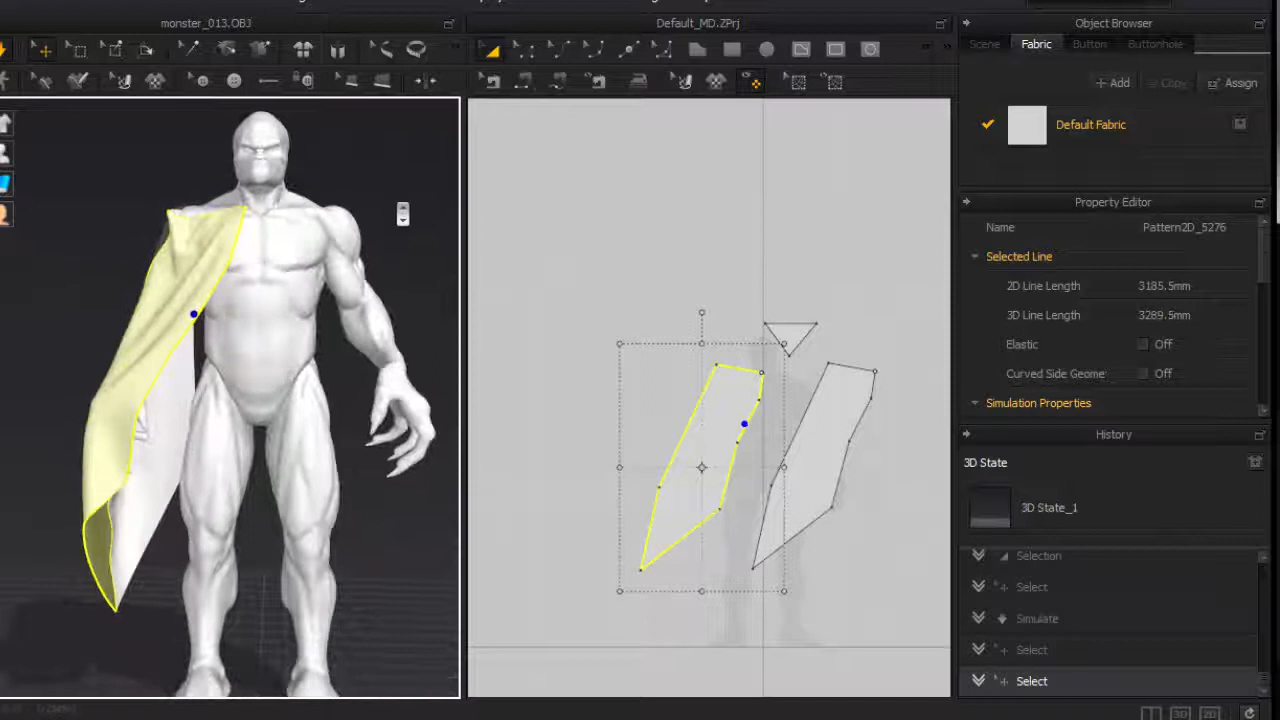 monster_013.OBJ
Default_MD.ZPrj
Object Browser
Scene
Fabric
Button
Buttonhole
Add
Copy
Assign
Default Fabric
Property Editor
Name Pattern2D_5276
Selected Line
2D Line Length 3185.5mm
3D Line Length 3289.5mm
Elastic Off
Curved Side Geome Off
Simulation Properties
History
3D State
3D State_1
Selection
Select
Simulate
Select
Select
3D
2D